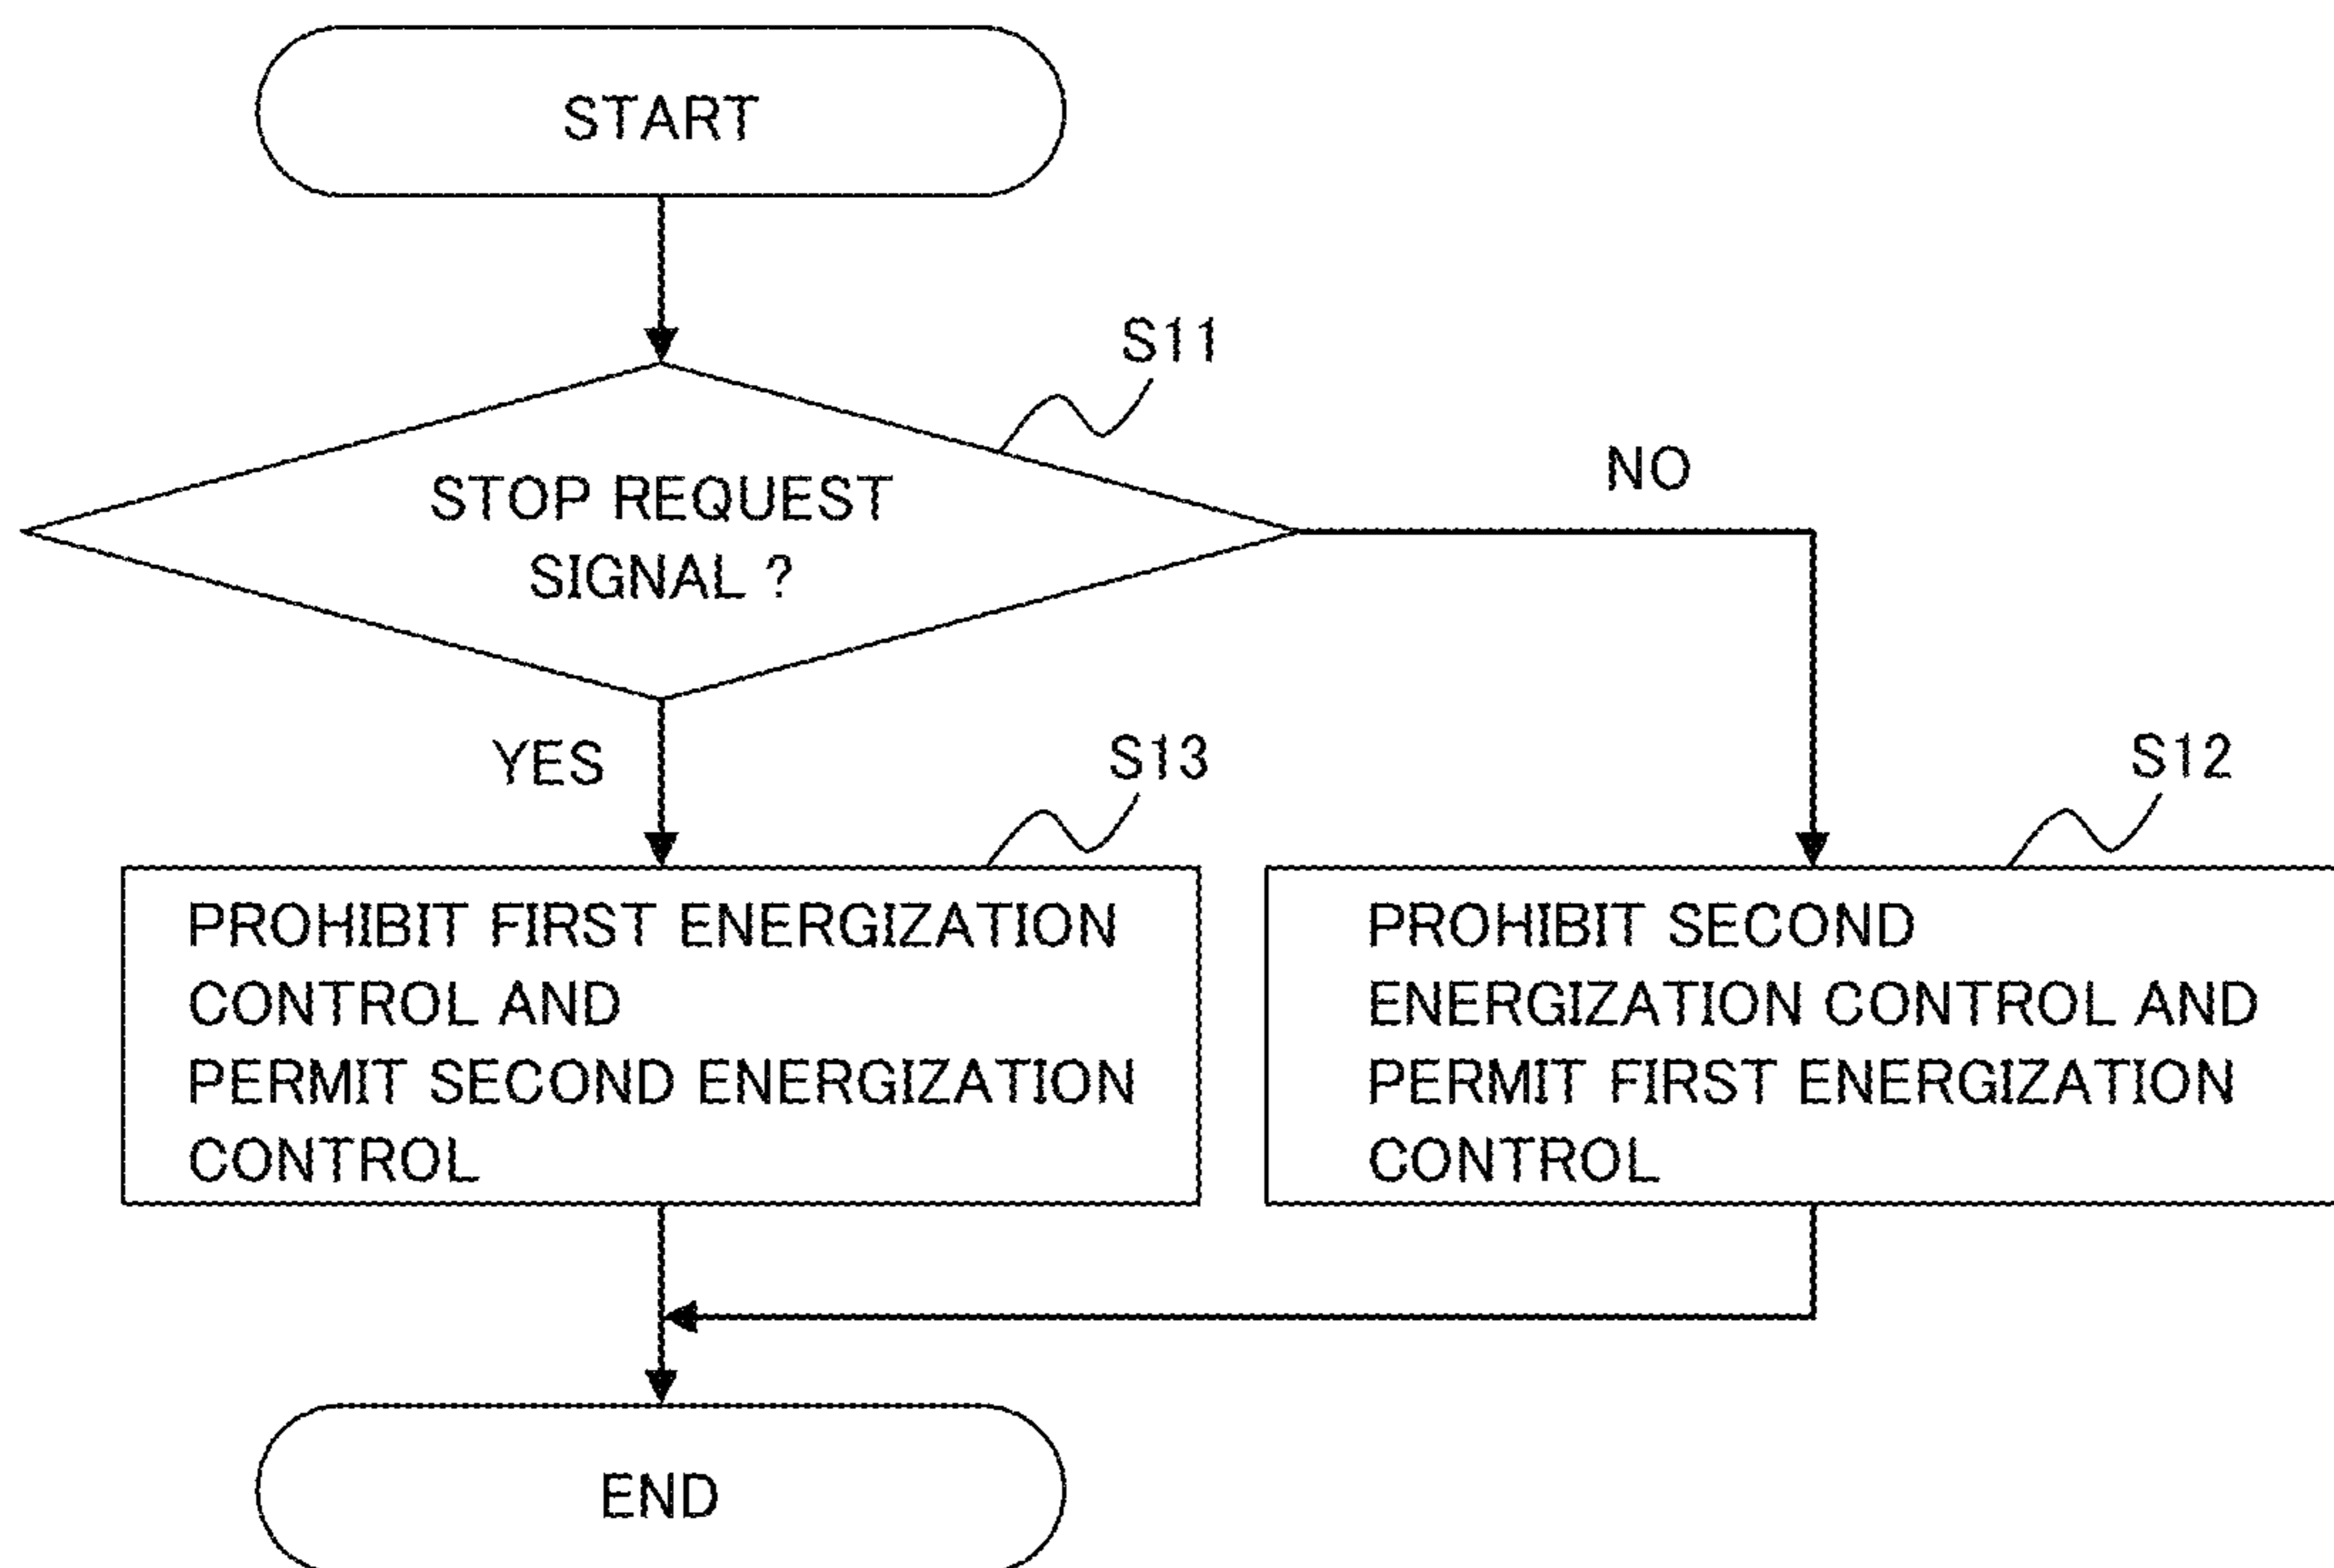 START
S11
STOP REQUEST
SIGNAL ?
NO
YES
S13
S12
PROHIBIT FIRST ENERGIZATION
CONTROL AND
PERMIT SECOND ENERGIZATION
CONTROL
PROHIBIT SECOND
ENERGIZATION CONTROL AND
PERMIT FIRST ENERGIZATION
CONTROL
END